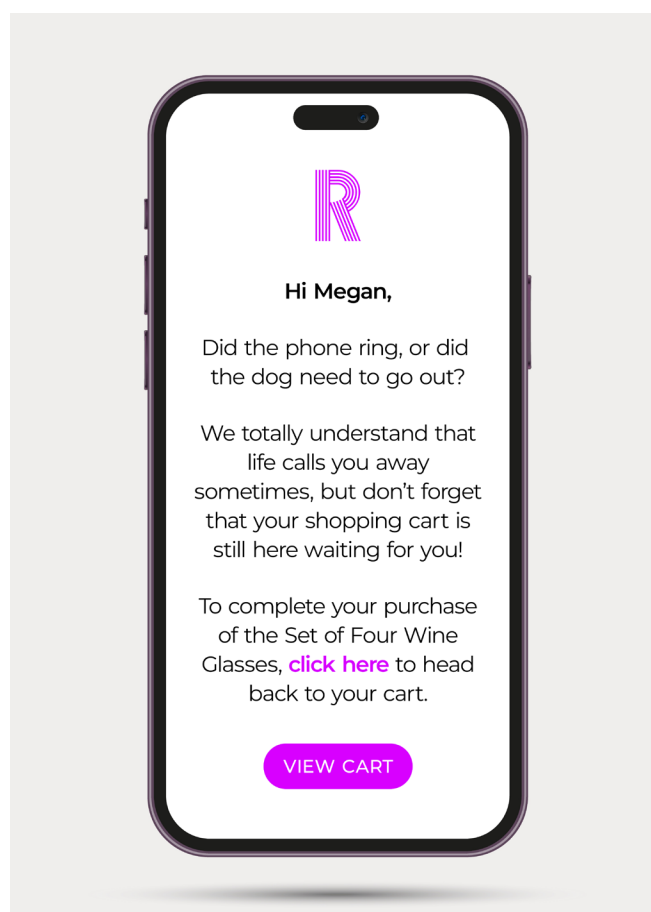 R
Hi Megan,
Did the phone ring, or did
the dog need to go out?
We totally understand that
life calls you away
sometimes, but don’t forget
that your shopping cart is
still here waiting for you!
To complete your purchase
of the Set of Four Wine
Glasses, click here to head
back to your cart.
VIEW CART